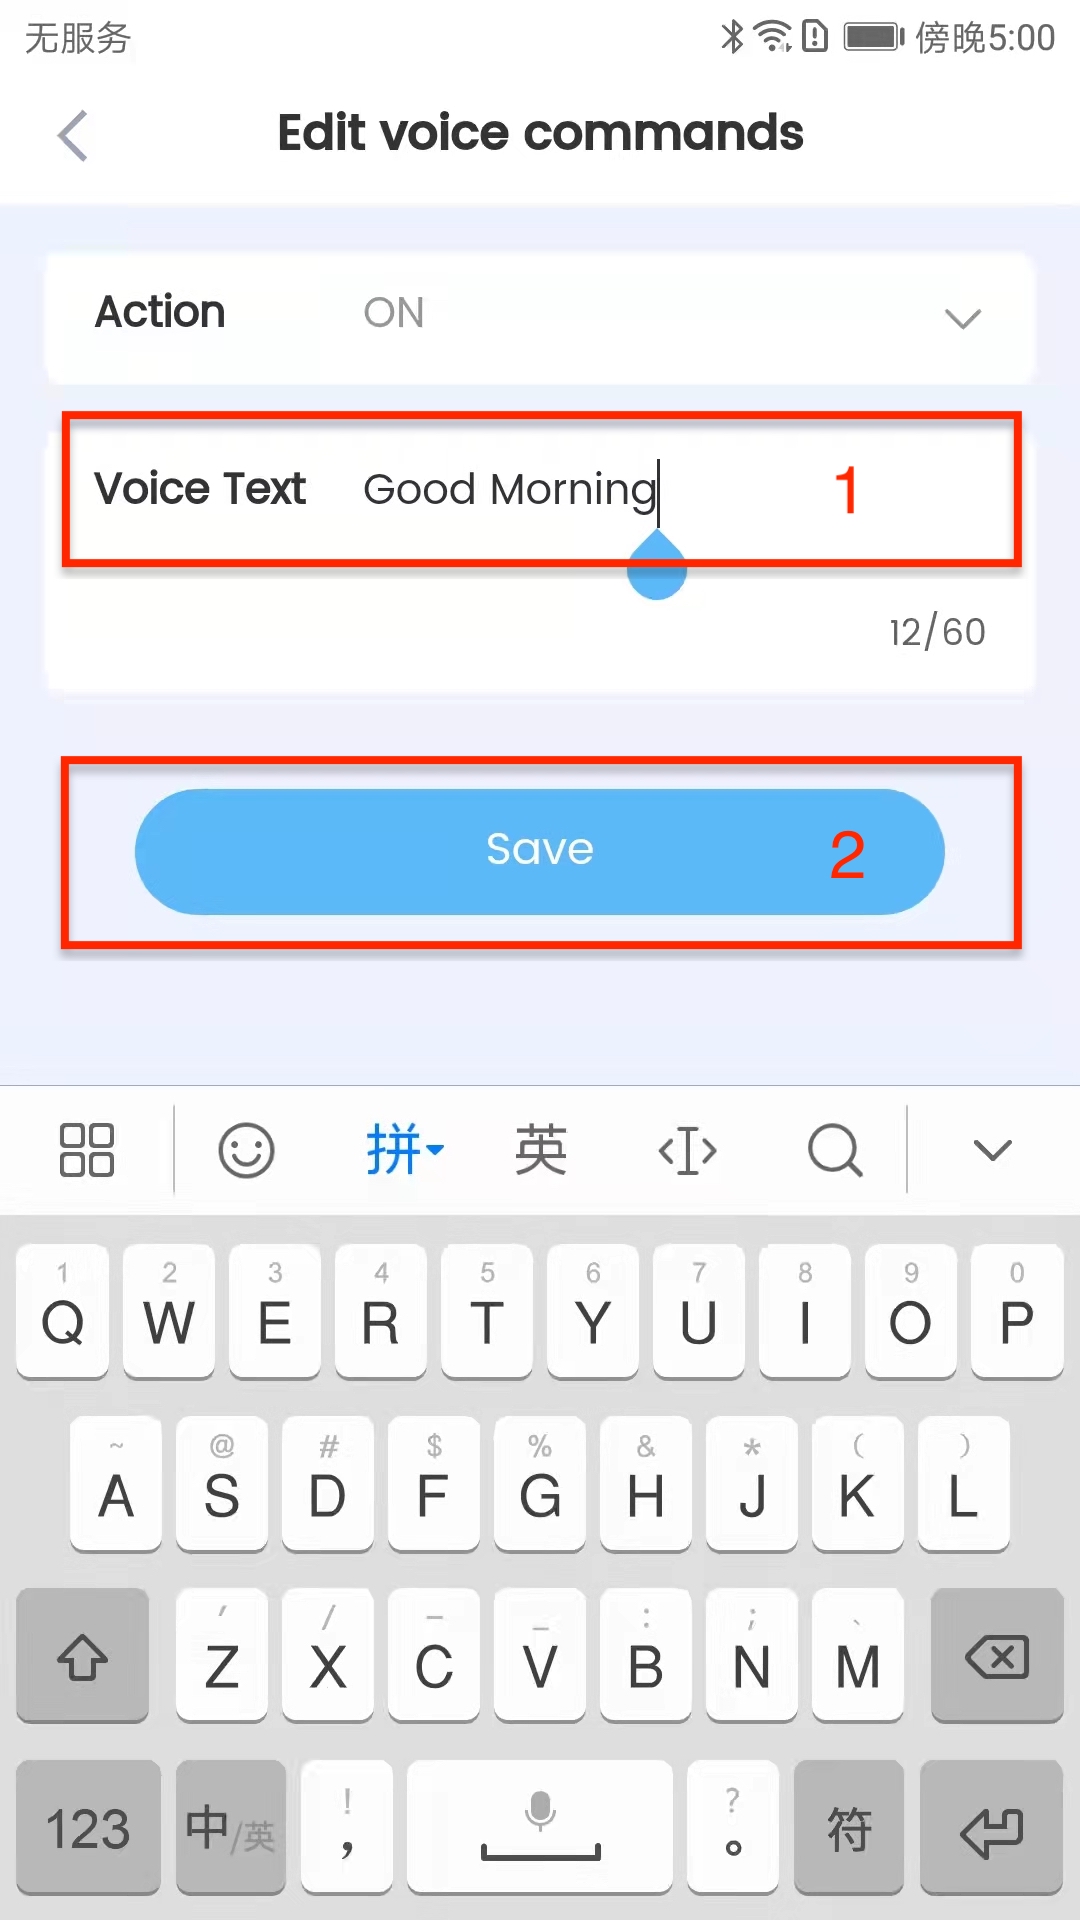 无服务 傍晚5:00
Edit voice commands
Action ON
Voice Text Good Morning 1
12/60
Save 2
拼 英
1 2 3 4 5 6 7 8 9 0
Q W E R T Y U I O P
~ @ # $ % & * ( )
A S D F G H J K L
' / - _ : ; 、
Z X C V B N M
! ?
123 中/英 , 。 符